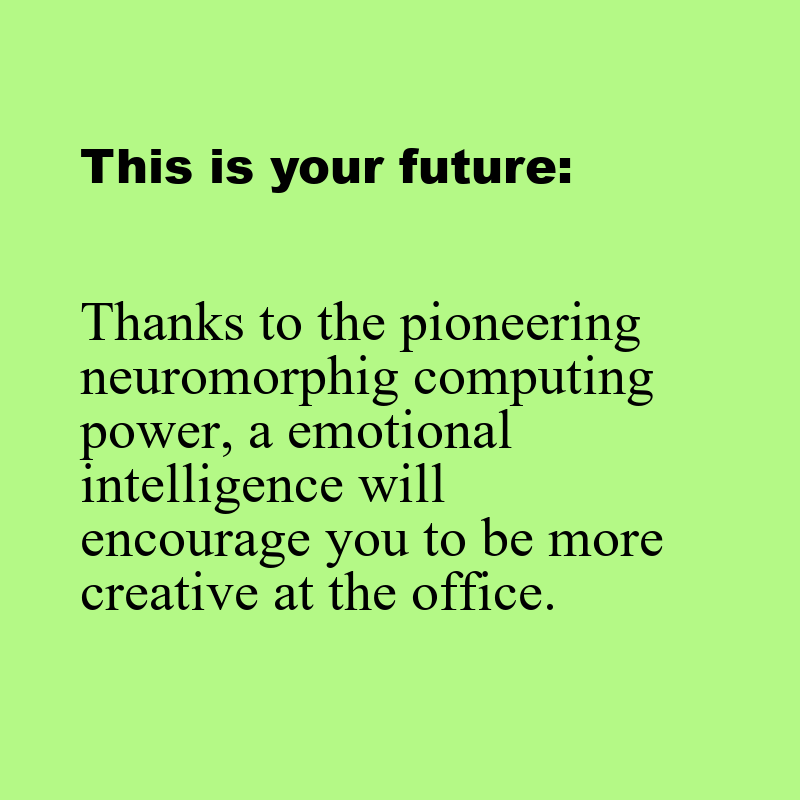 This is your future:
Thanks to the pioneering
neuromorphig computing
power, a emotional
intelligence will
encourage you to be more
creative at the office.